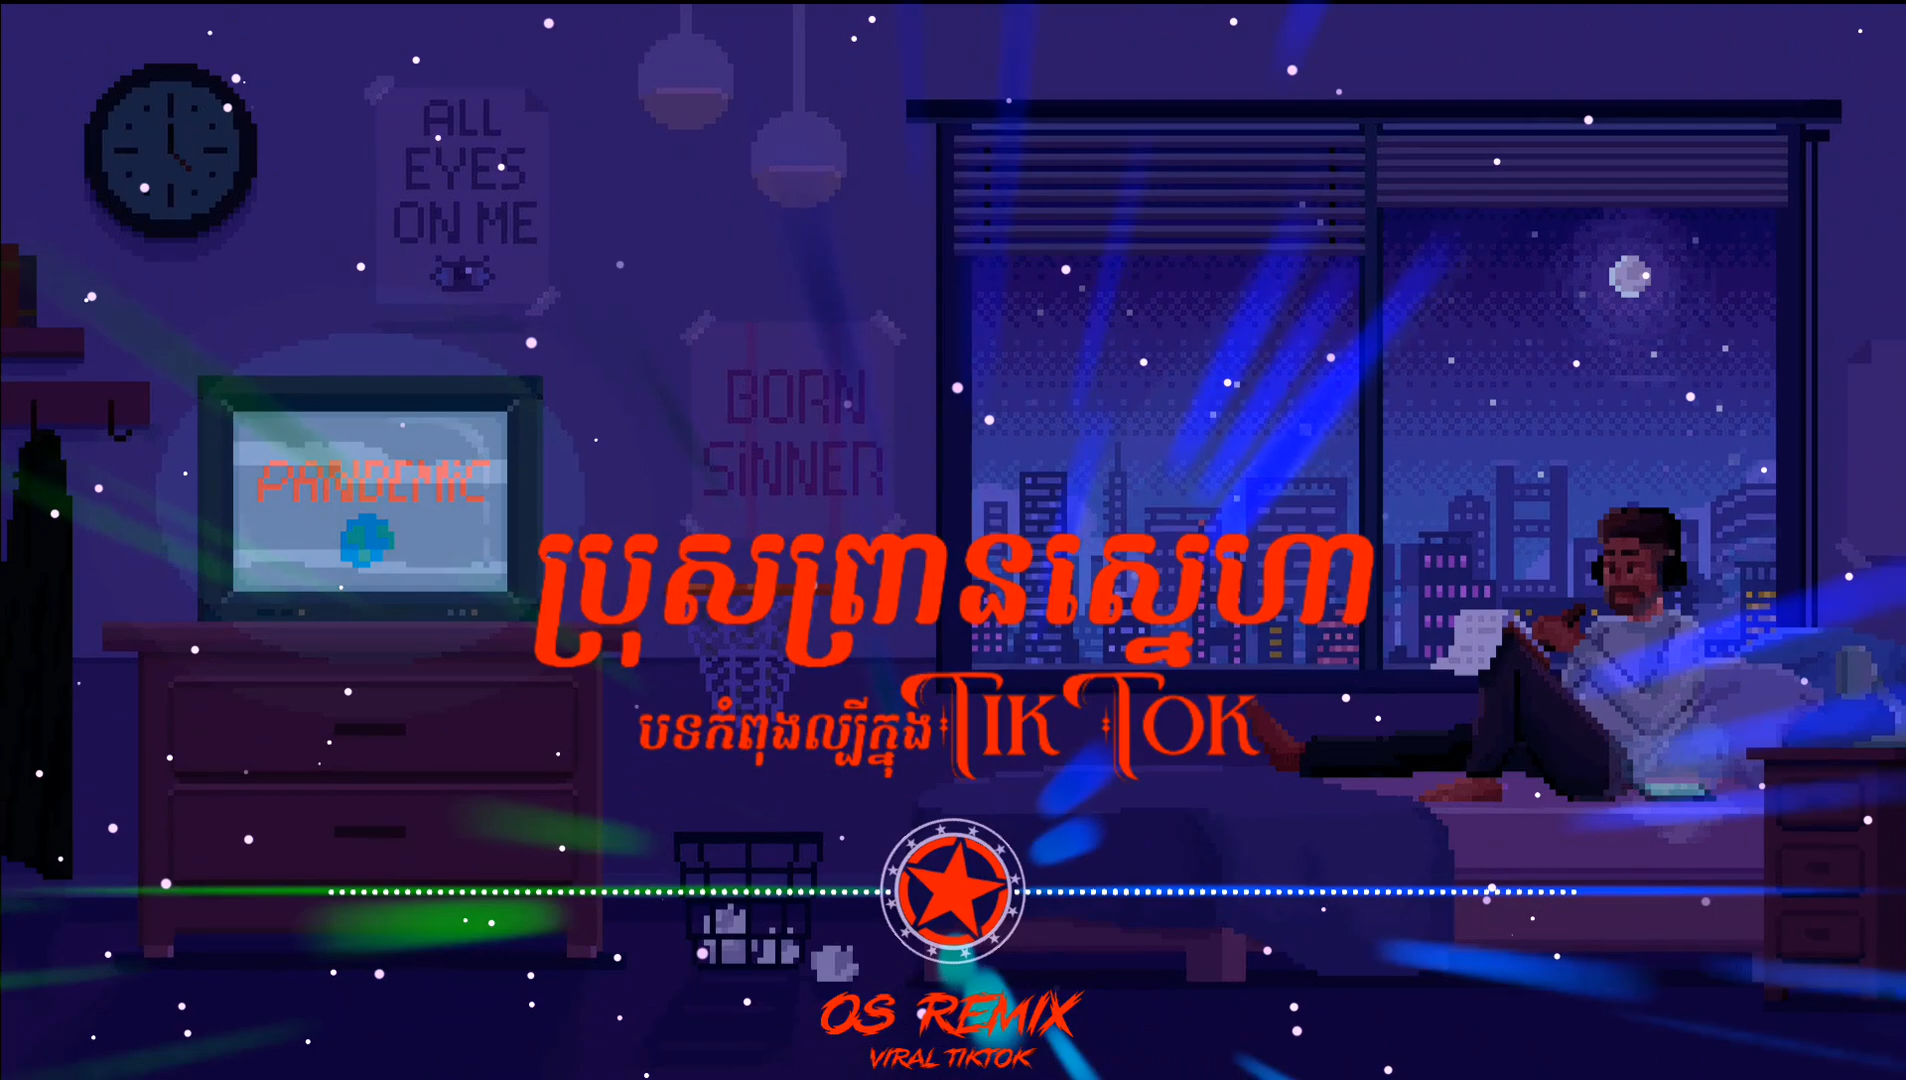 ALL
EYES
ON ME
BORN
SiNNER
PANDEMiC
ប្រុសព្រានស្នេហា
បទកំពុងល្បីក្នុង TIK TOK
OS REMIX
VIRAL TIKTOK